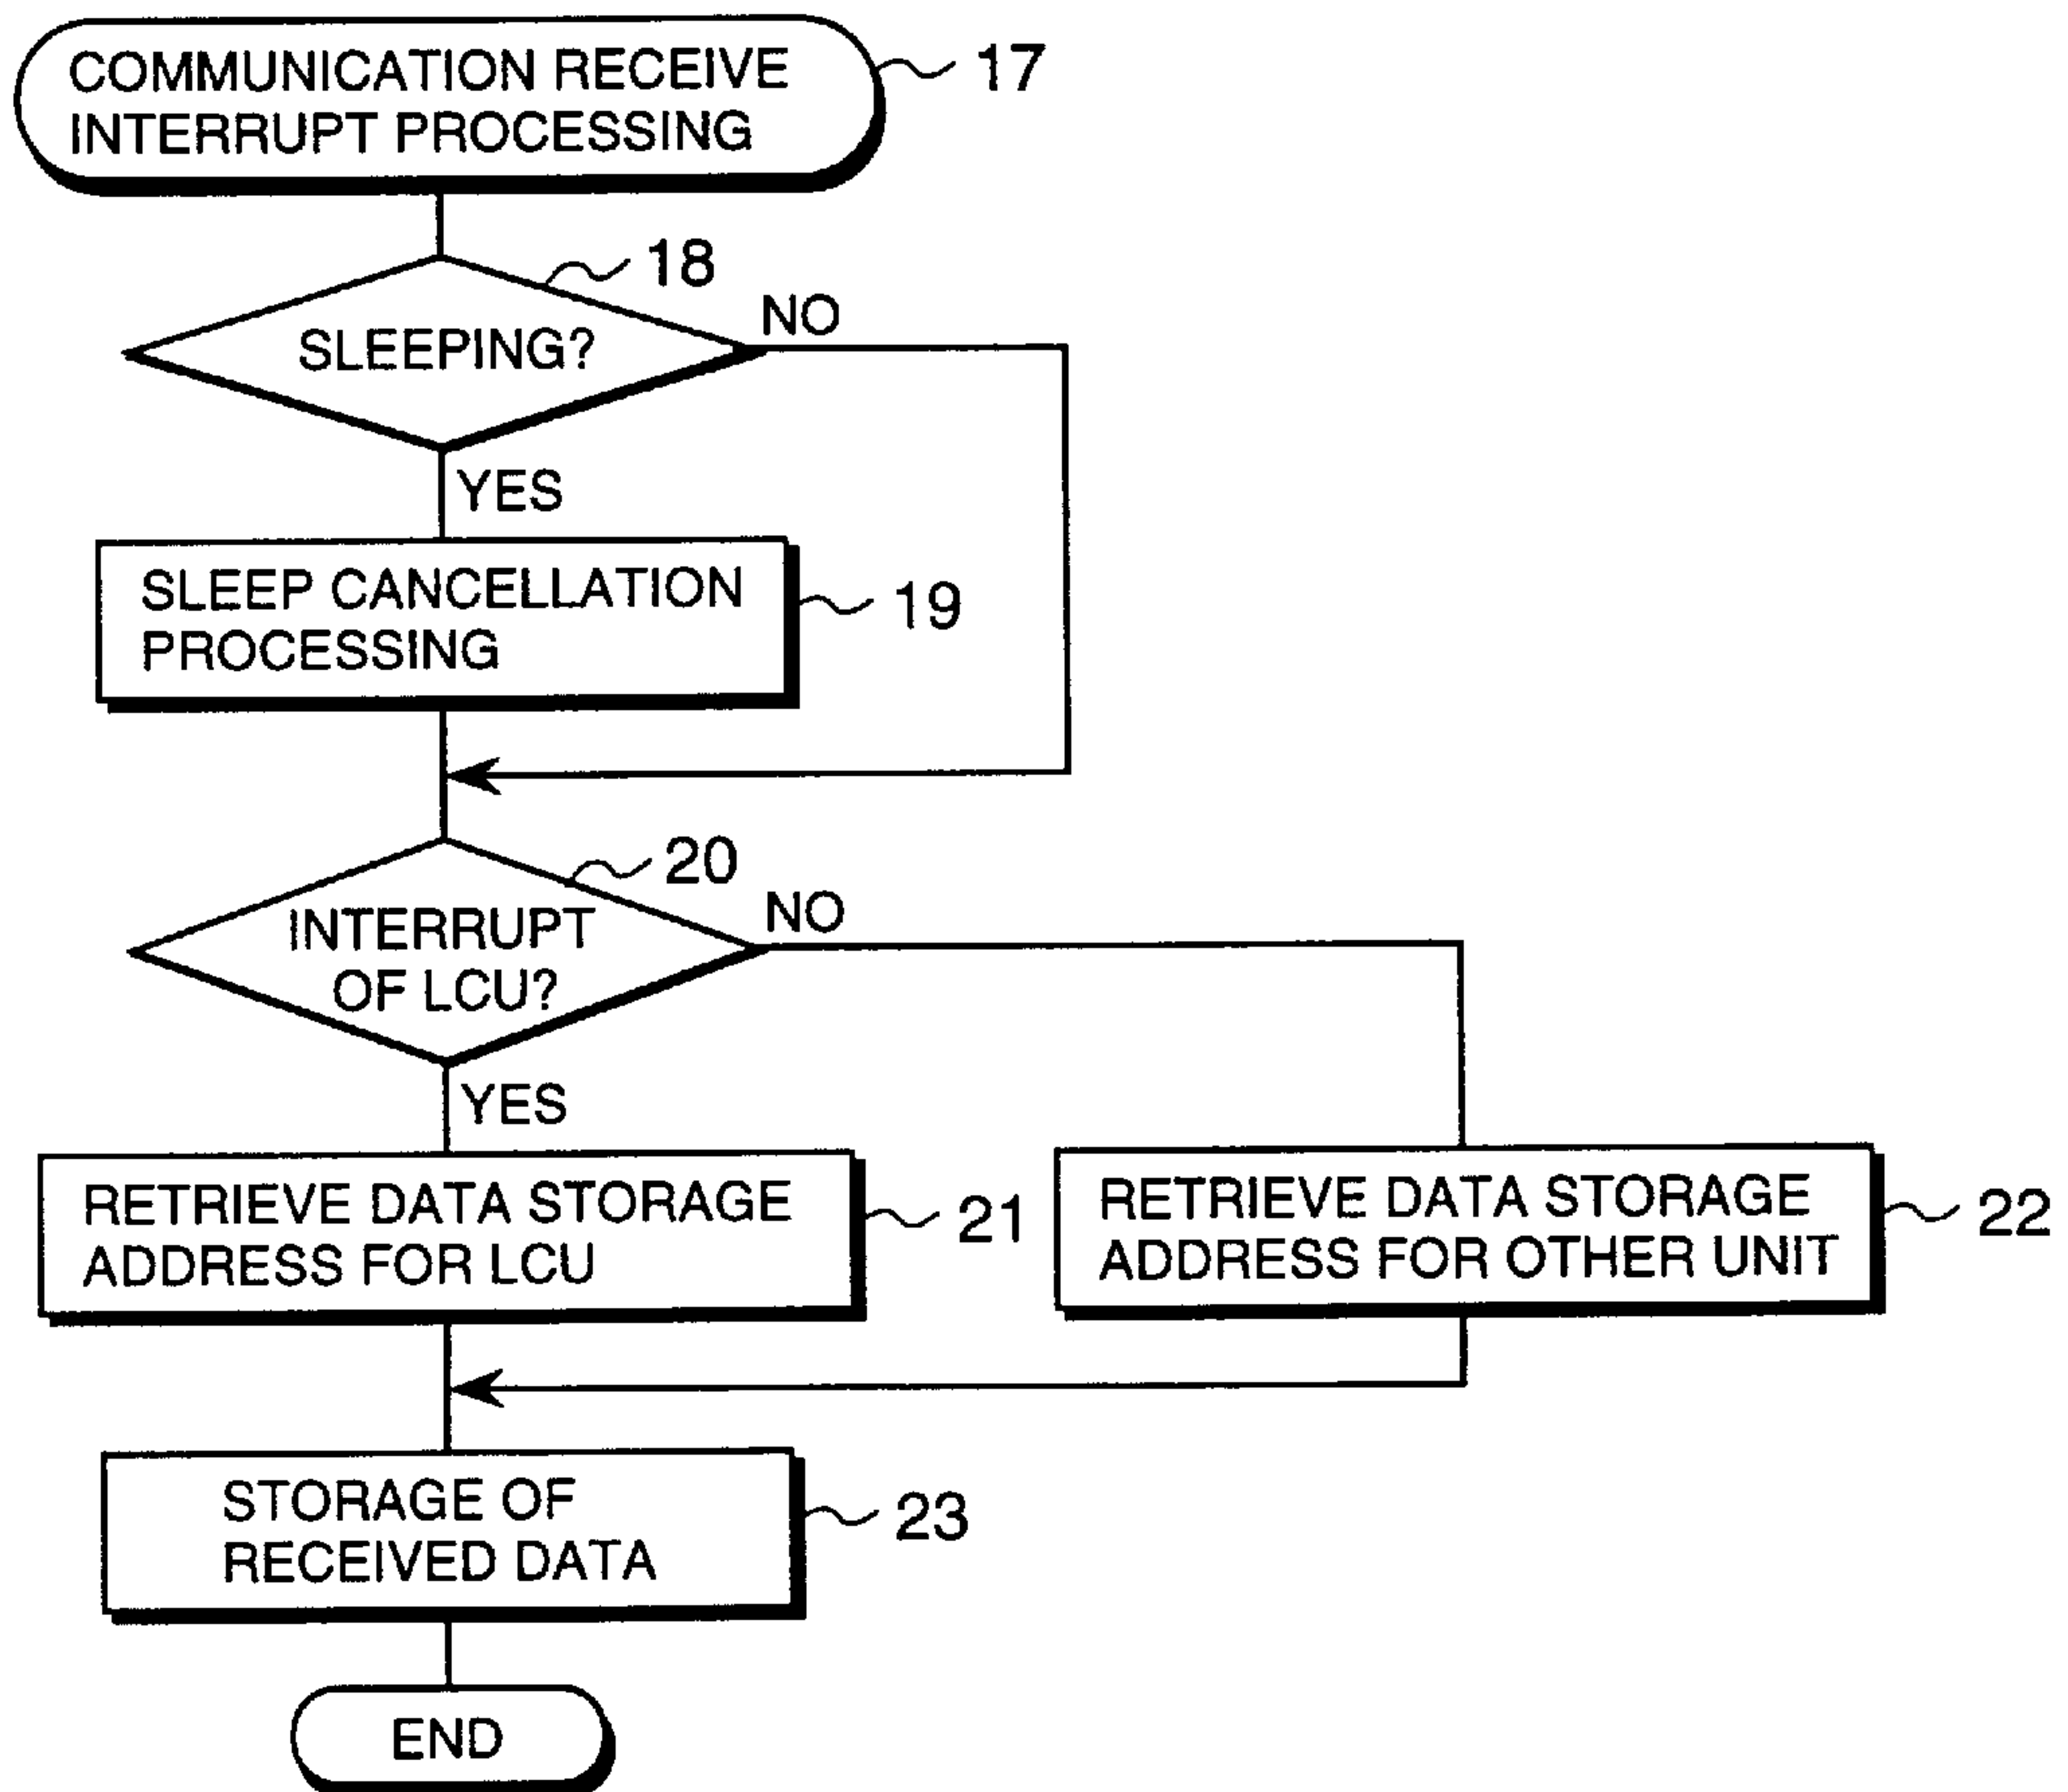 COMMUNICATION RECEIVE
INTERRUPT PROCESSING
17
18
SLEEPING?
NO
YES
SLEEP CANCELLATION
PROCESSING
19
20
INTERRUPT
OF LCU?
NO
YES
RETRIEVE DATA STORAGE
ADDRESS FOR LCU
21
RETRIEVE DATA STORAGE
ADDRESS FOR OTHER UNIT
22
STORAGE OF
RECEIVED DATA
23
END